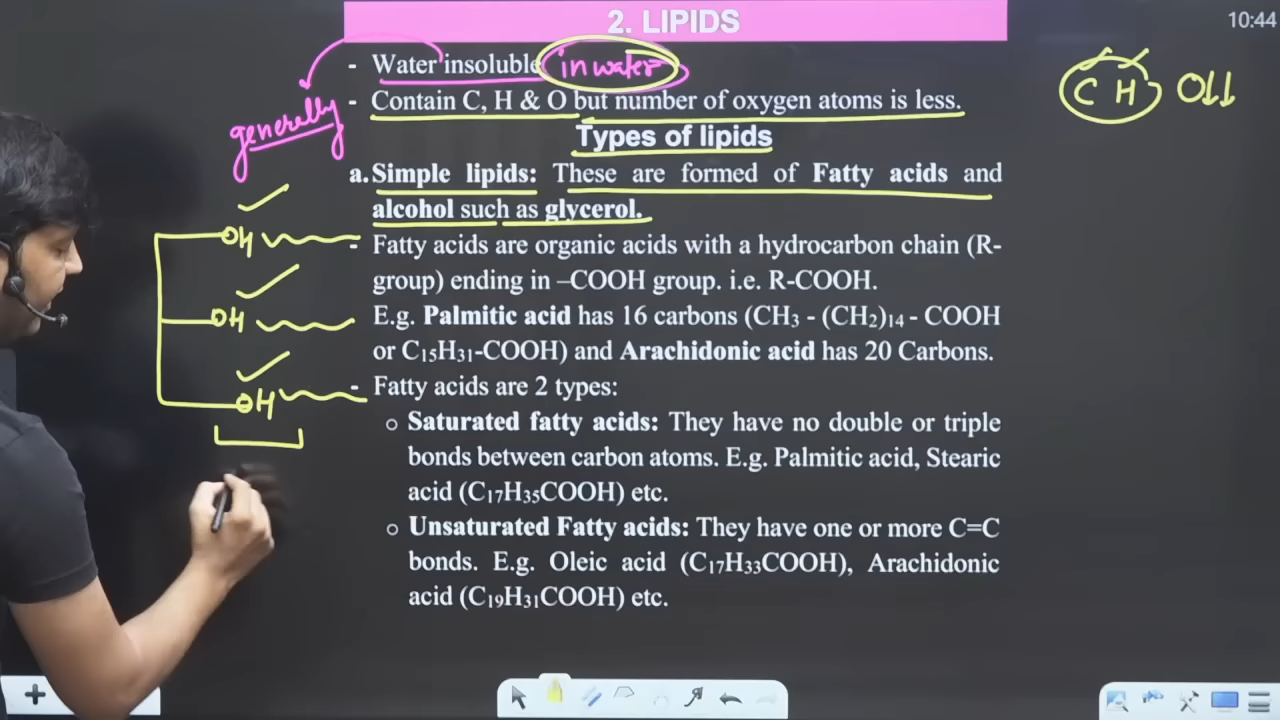 2. LIPIDS
10:44
- Water insoluble in water
generally
- Contain C, H & O but number of oxygen atoms is less.
C H O↓↓
Types of lipids
a. Simple lipids: These are formed of Fatty acids and
alcohol such as glycerol.
OH
- Fatty acids are organic acids with a hydrocarbon chain (R-
group) ending in –COOH group. i.e. R-COOH.
OH
E.g. Palmitic acid has 16 carbons (CH₃ - (CH₂)₁₄ - COOH
or C₁₅H₃₁-COOH) and Arachidonic acid has 20 Carbons.
OH
- Fatty acids are 2 types:
o Saturated fatty acids: They have no double or triple
bonds between carbon atoms. E.g. Palmitic acid, Stearic
acid (C₁₇H₃₅COOH) etc.
o Unsaturated Fatty acids: They have one or more C=C
bonds. E.g. Oleic acid (C₁₇H₃₃COOH), Arachidonic
acid (C₁₉H₃₁COOH) etc.